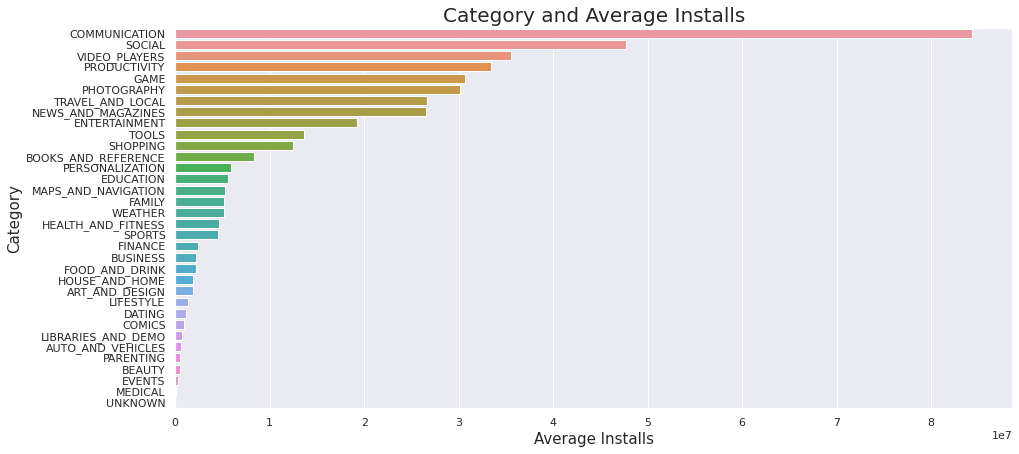 Category and Average Installs
COMMUNICATION
SOCIAL
VIDEO_PLAYERS
PRODUCTIVITY
GAME
PHOTOGRAPHY
TRAVEL_AND_LOCAL
NEWS_AND_MAGAZINES
ENTERTAINMENT
TOOLS
SHOPPING
BOOKS_AND_REFERENCE
PERSONALIZATION
EDUCATION
MAPS_AND_NAVIGATION
FAMILY
WEATHER
HEALTH_AND_FITNESS
SPORTS
FINANCE
BUSINESS
FOOD_AND_DRINK
HOUSE_AND_HOME
ART_AND_DESIGN
LIFESTYLE
DATING
COMICS
LIBRARIES_AND_DEMO
AUTO_AND_VEHICLES
PARENTING
BEAUTY
EVENTS
MEDICAL
UNKNOWN
Category
0 1 2 3 4 5 6 7 8
1e7
Average Installs